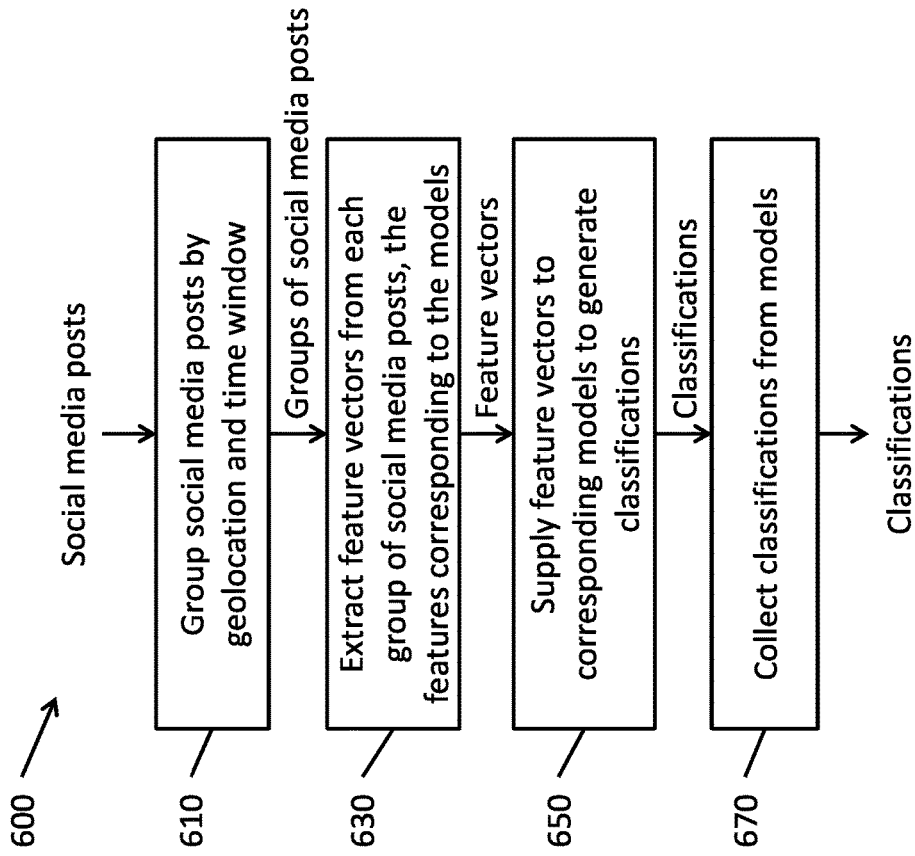 600
Social media posts
610
Group social media posts by
geolocation and time window
Groups of social media posts
630
Extract feature vectors from each
group of social media posts, the
features corresponding to the models
Feature vectors
650
Supply feature vectors to
corresponding models to generate
classifications
Classifications
670
Collect classifications from models
Classifications